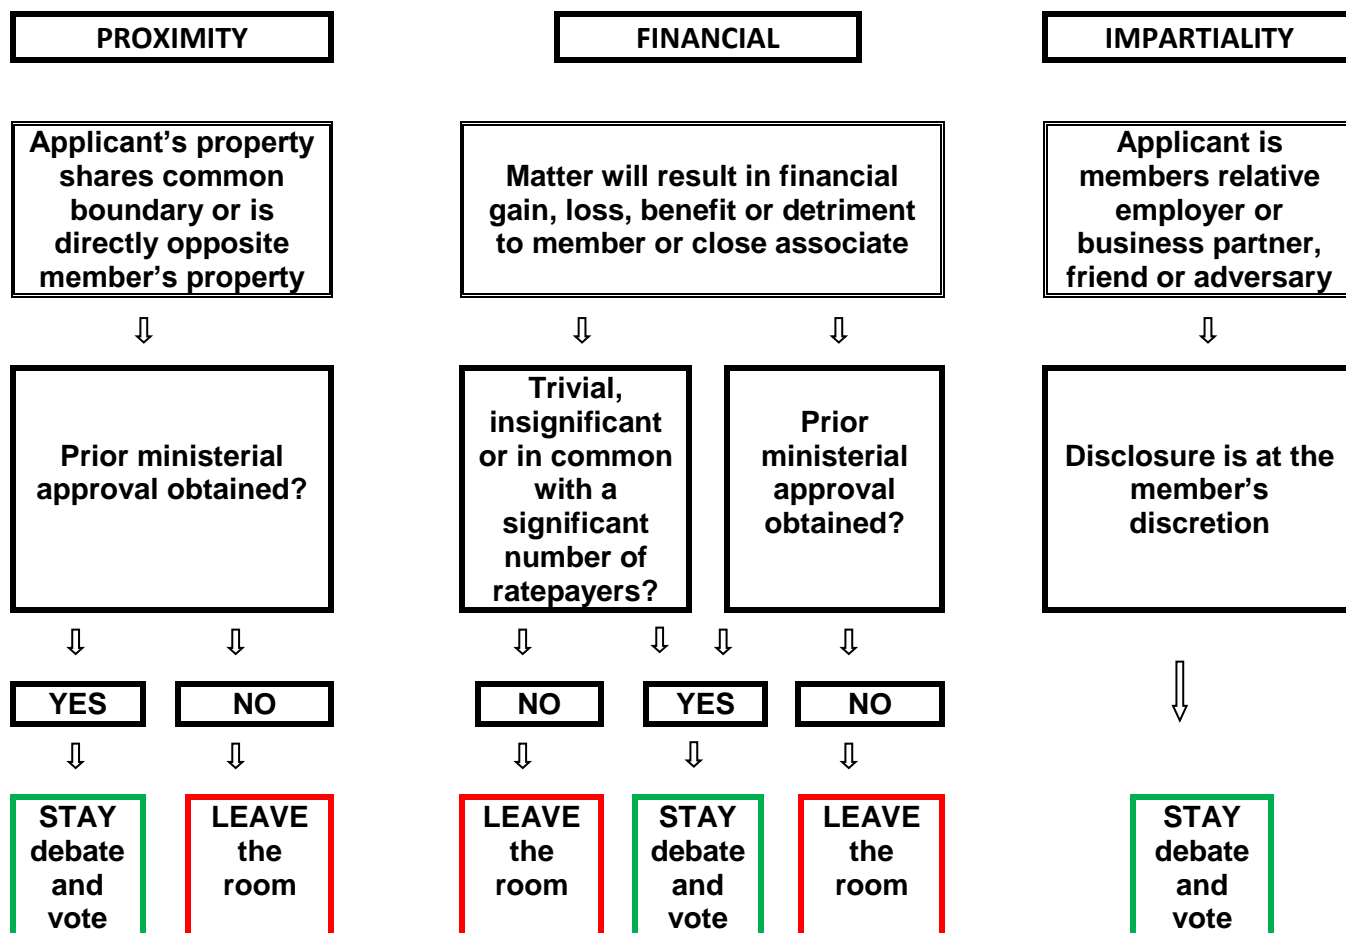 PROXIMITY
FINANCIAL
IMPARTIALITY
Applicant’s property
shares common
boundary or is
directly opposite
member’s property
Matter will result in financial
gain, loss, benefit or detriment
to member or close associate
Applicant is
members relative
employer or
business partner,
friend or adversary
Prior ministerial
approval obtained?
Trivial,
insignificant
or in common
with a
significant
number of
ratepayers?
Prior
ministerial
approval
obtained?
Disclosure is at the
member’s
discretion
YES
NO
NO
YES
NO
STAY
debate
and
vote
LEAVE
the
room
LEAVE
the
room
STAY
debate
and
vote
LEAVE
the
room
STAY
debate
and
vote